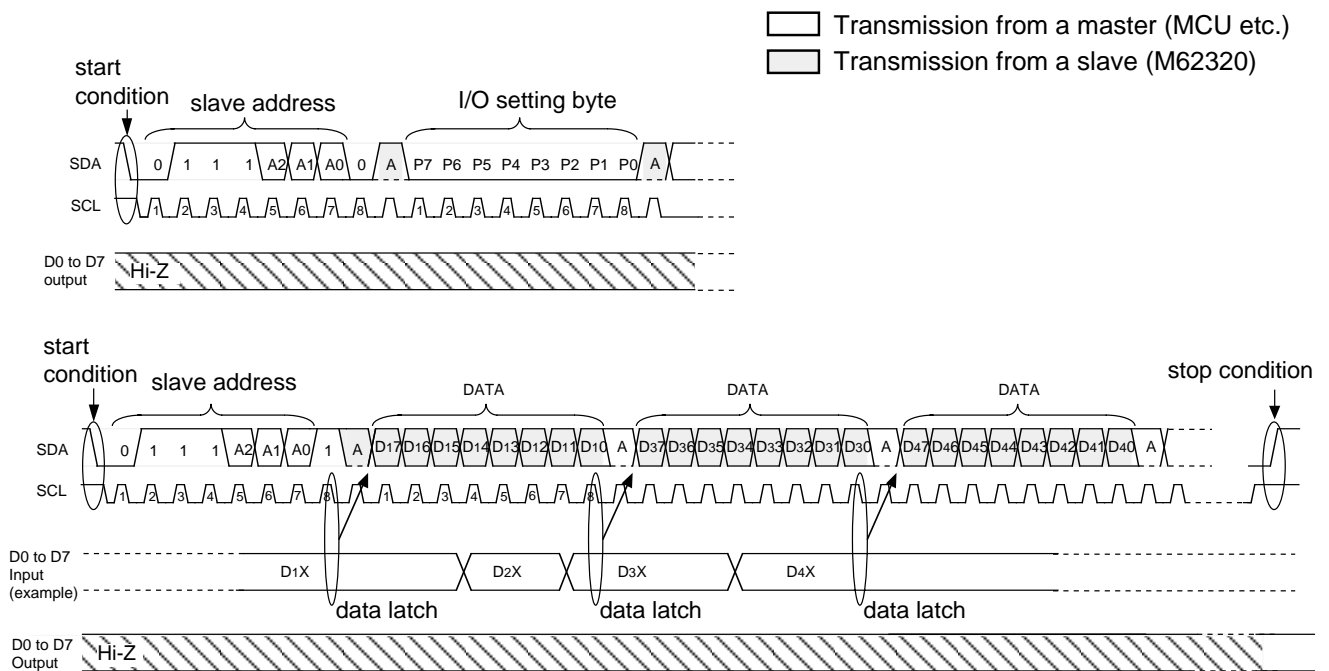 Transmission from a master (MCU etc.)
Transmission from a slave (M62320)
start
condition
slave address
I/O setting byte
SDA
0 1 1 1 A2 A1 A0 0 A P7 P6 P5 P4 P3 P2 P1 P0 A
SCL
1 2 3 4 5 6 7 8 1 2 3 4 5 6 7 8
D0 to D7
output
Hi-Z
start
condition
slave address
DATA
DATA
DATA
stop condition
SDA
0 1 1 1 A2 A1 A0 1 A D17 D16 D15 D14 D13 D12 D11 D10 A D37 D36 D35 D34 D33 D32 D31 D30 A D47 D46 D45 D44 D43 D42 D41 D40 A
SCL
1 2 3 4 5 6 7 8 1 2 3 4 5 6 7 8
D0 to D7
Input
(example)
D1X D2X D3X D4X
data latch
data latch
data latch
D0 to D7
Output
Hi-Z